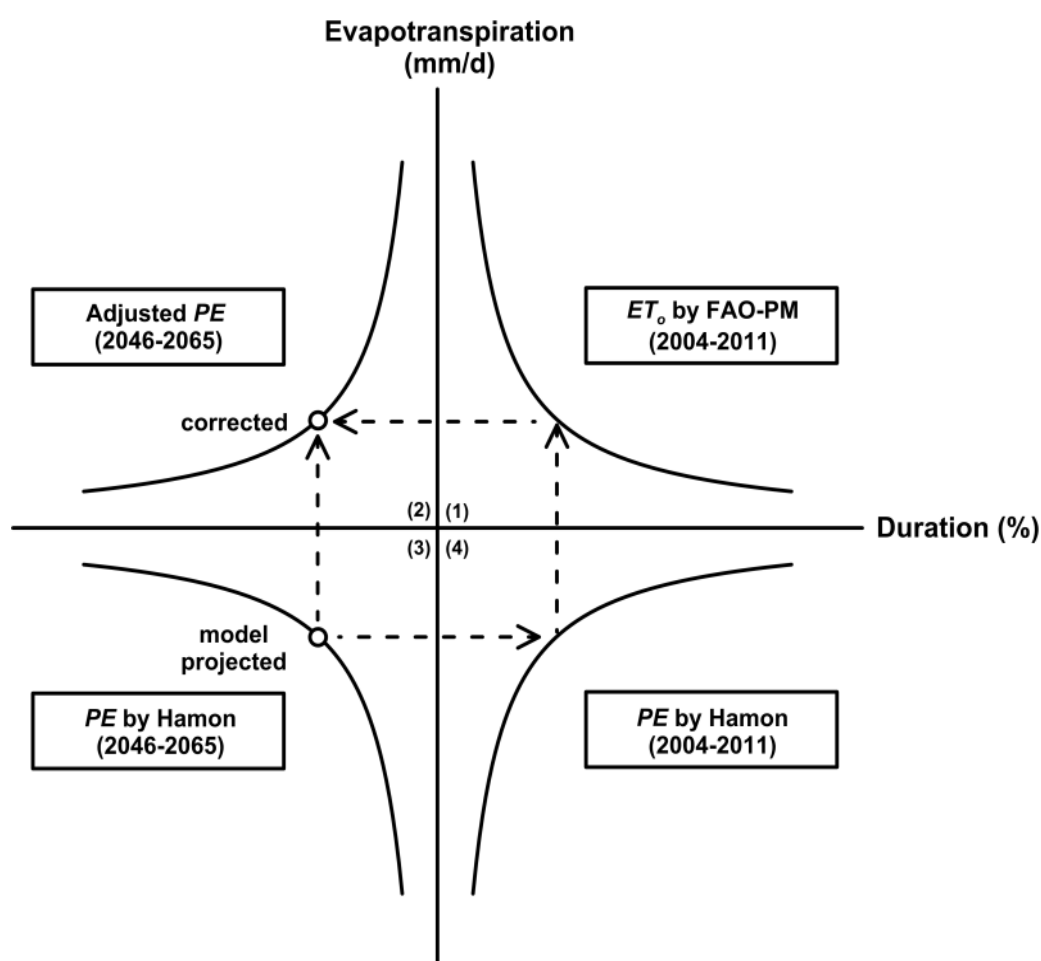 Evapotranspiration
(mm/d)
Adjusted PE
(2046-2065)
ETo by FAO-PM
(2004-2011)
corrected
(2) (1)
Duration (%)
(3) (4)
model
projected
PE by Hamon
(2046-2065)
PE by Hamon
(2004-2011)